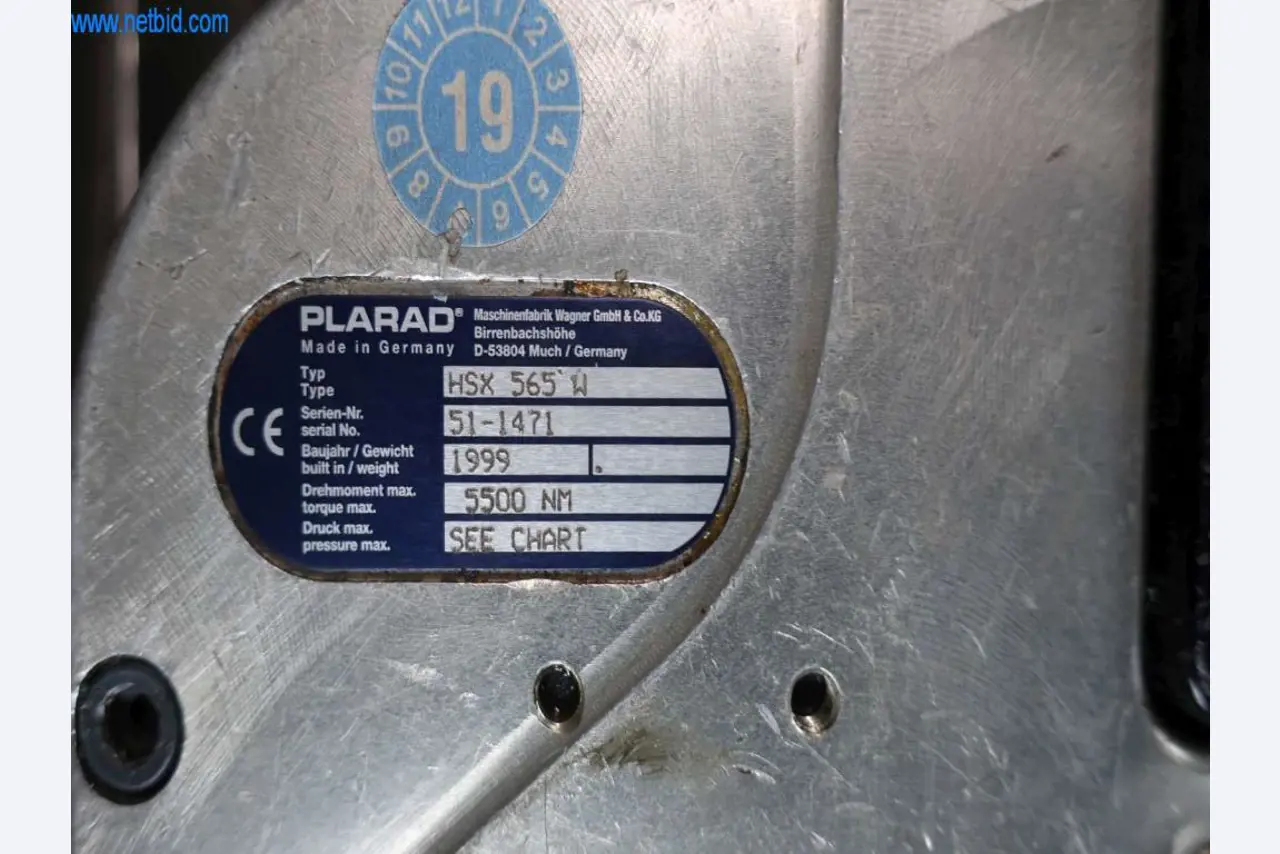 www.netbid.com
12 1 2 3 4 5 6 7 8 9 10 11
19
PLARAD® Maschinenfabrik Wagner GmbH & Co.KG
Birrenbachshöhe
Made in Germany D-53804 Much / Germany
Typ
Type HSX 565 W
Serien-Nr.
serial No. 51-1471
Baujahr / Gewicht
built in / weight 1999
Drehmoment max.
torque max. 5500 NM
Druck max.
pressure max. SEE CHART
CE